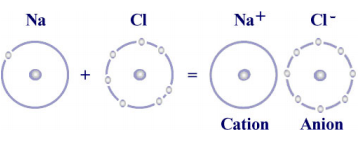 Na Cl Na+ Cl-
+ =
Cation Anion